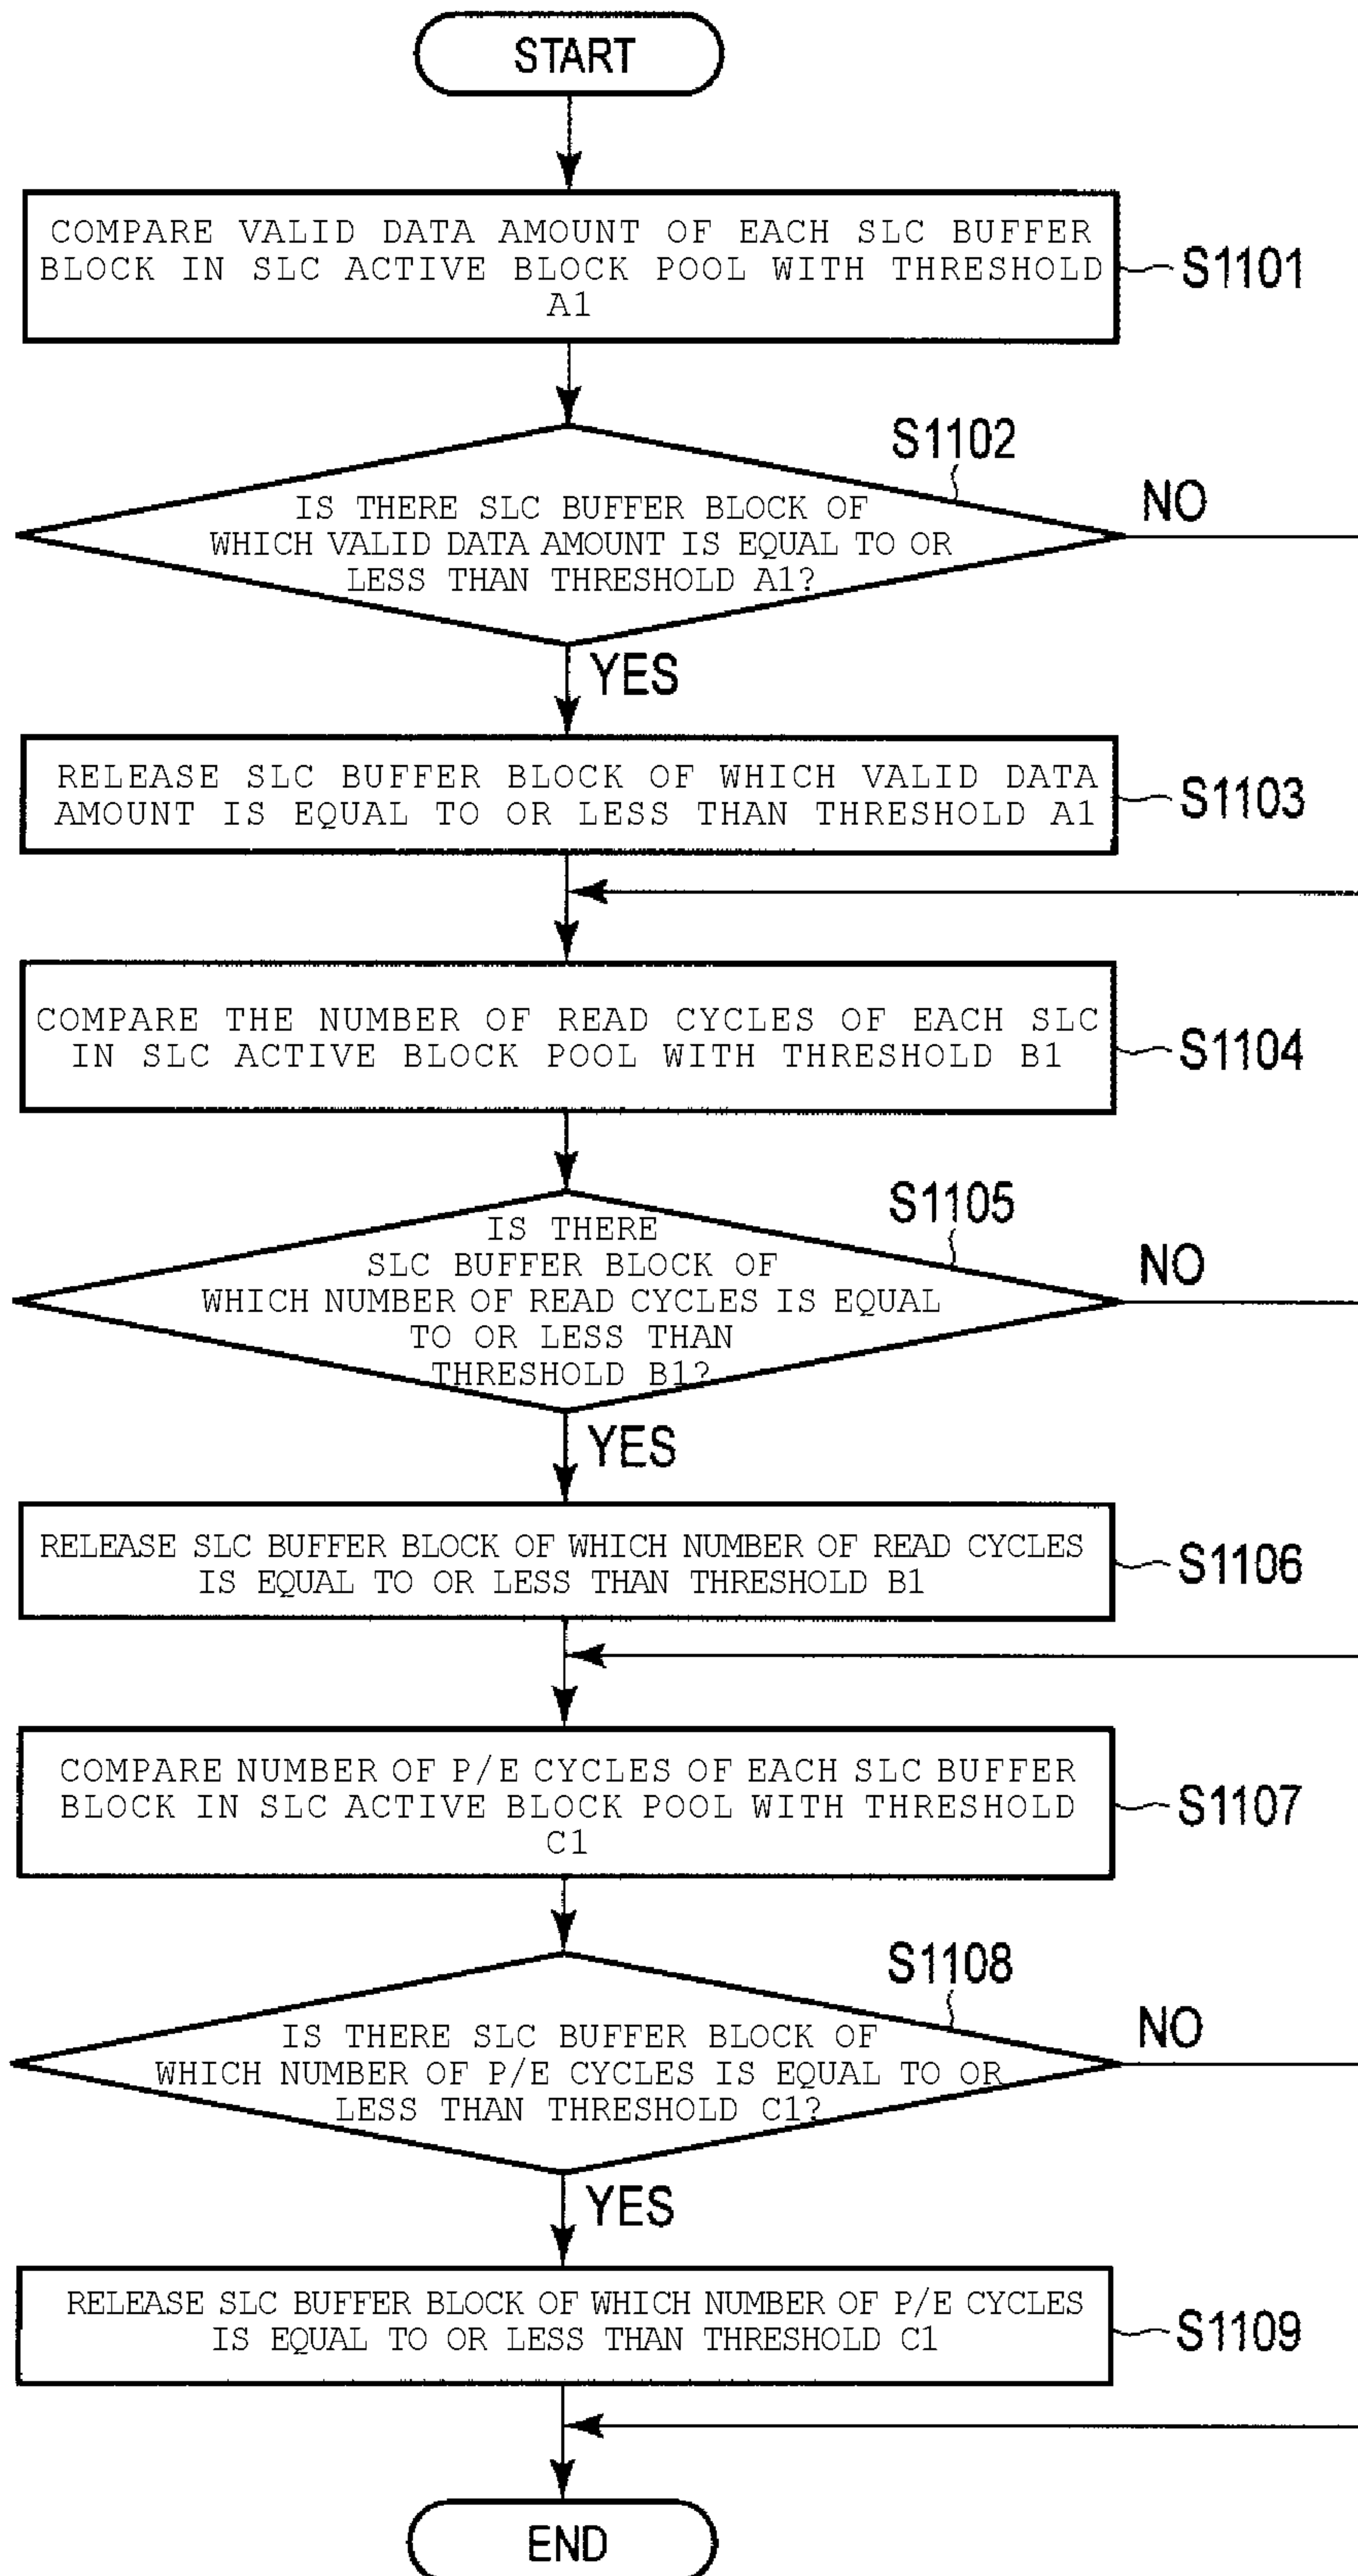 START
COMPARE VALID DATA AMOUNT OF EACH SLC BUFFER
BLOCK IN SLC ACTIVE BLOCK POOL WITH THRESHOLD
A1
S1101
S1102
IS THERE SLC BUFFER BLOCK OF
WHICH VALID DATA AMOUNT IS EQUAL TO OR
LESS THAN THRESHOLD A1?
NO
YES
RELEASE SLC BUFFER BLOCK OF WHICH VALID DATA
AMOUNT IS EQUAL TO OR LESS THAN THRESHOLD A1
S1103
COMPARE THE NUMBER OF READ CYCLES OF EACH SLC
IN SLC ACTIVE BLOCK POOL WITH THRESHOLD B1
S1104
S1105
IS THERE
SLC BUFFER BLOCK OF
WHICH NUMBER OF READ CYCLES IS EQUAL
TO OR LESS THAN
THRESHOLD B1?
NO
YES
RELEASE SLC BUFFER BLOCK OF WHICH NUMBER OF READ CYCLES
IS EQUAL TO OR LESS THAN THRESHOLD B1
S1106
COMPARE NUMBER OF P/E CYCLES OF EACH SLC BUFFER
BLOCK IN SLC ACTIVE BLOCK POOL WITH THRESHOLD
C1
S1107
S1108
IS THERE SLC BUFFER BLOCK OF
WHICH NUMBER OF P/E CYCLES IS EQUAL TO OR
LESS THAN THRESHOLD C1?
NO
YES
RELEASE SLC BUFFER BLOCK OF WHICH NUMBER OF P/E CYCLES
IS EQUAL TO OR LESS THAN THRESHOLD C1
S1109
END